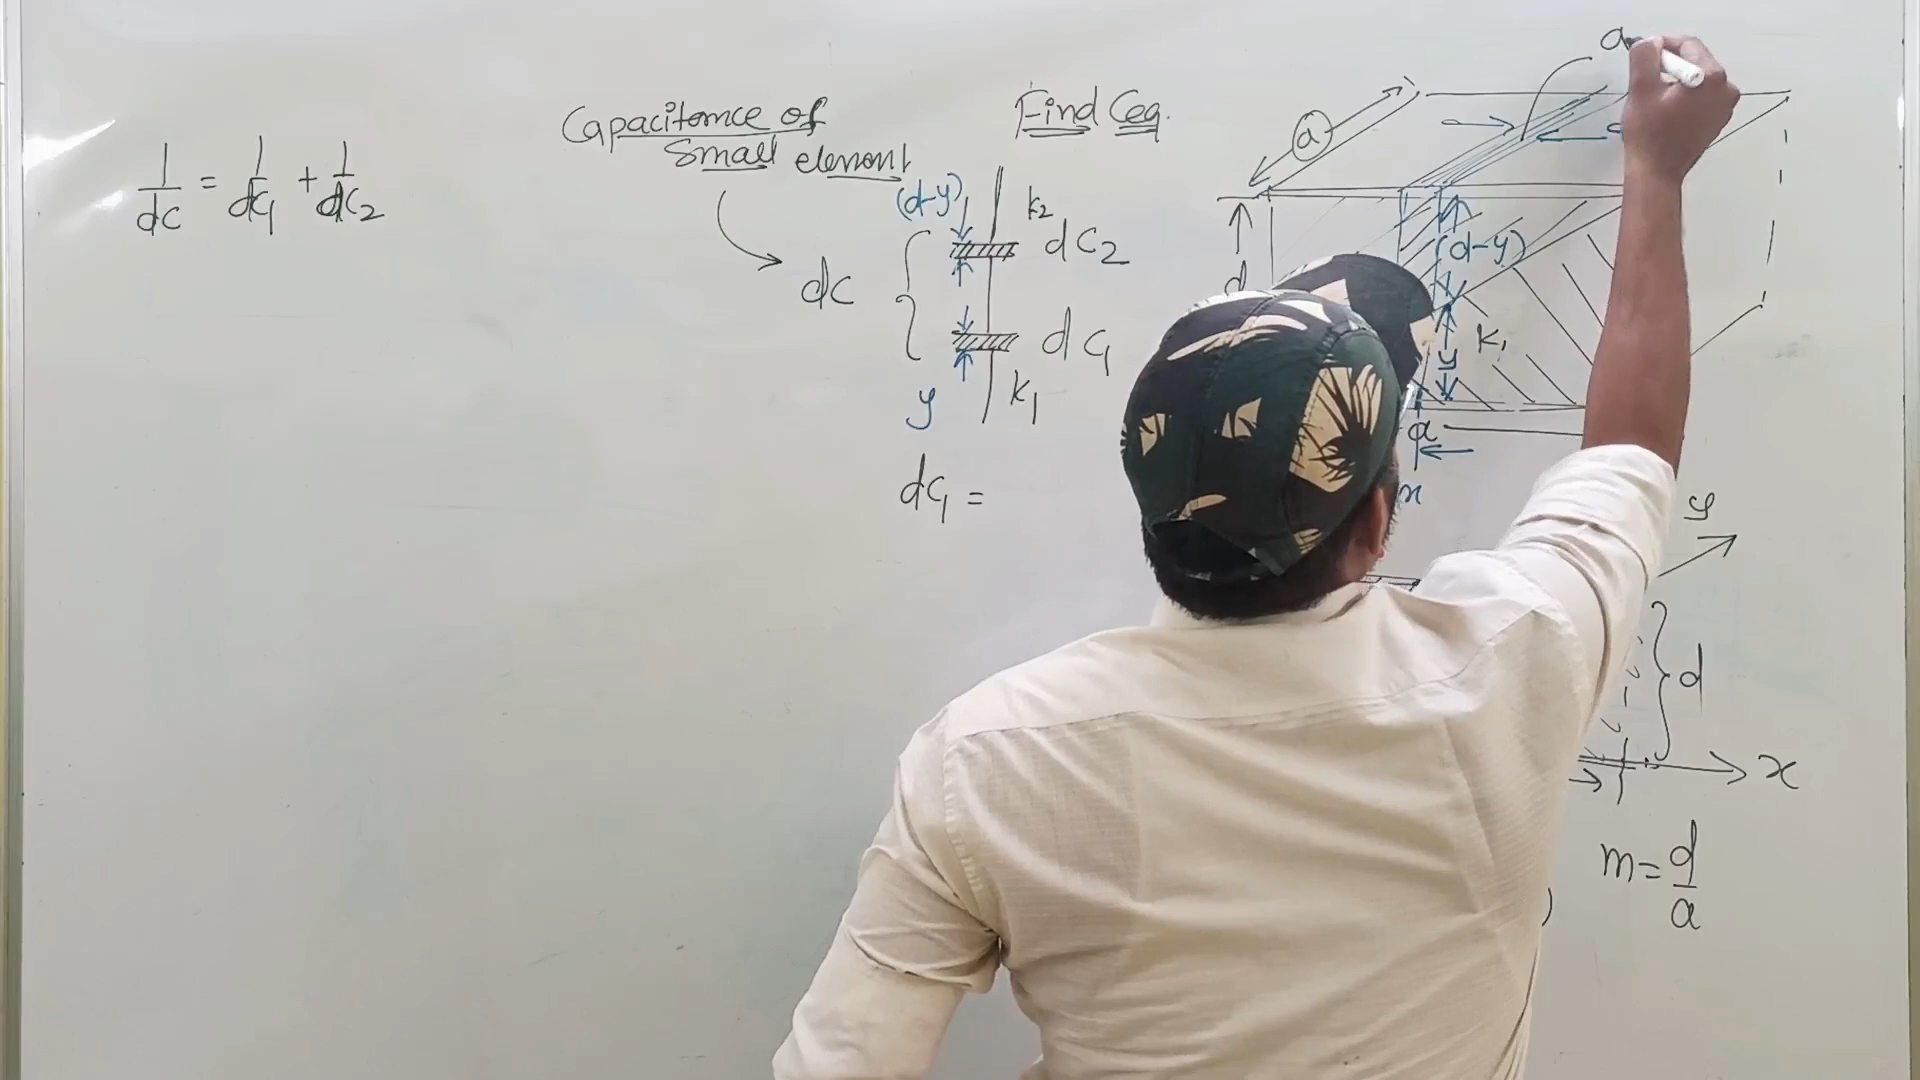 1/dC = 1/dC₁ + 1/dC₂
Capacitance of
Small element
dC
(d-y)
k₂
dC₂
dC₁
y
k₁
dC₁ =
Find Ceq.
a
a
d
(d-y)
K₁
y
a
x
y
d
x
m = d/a